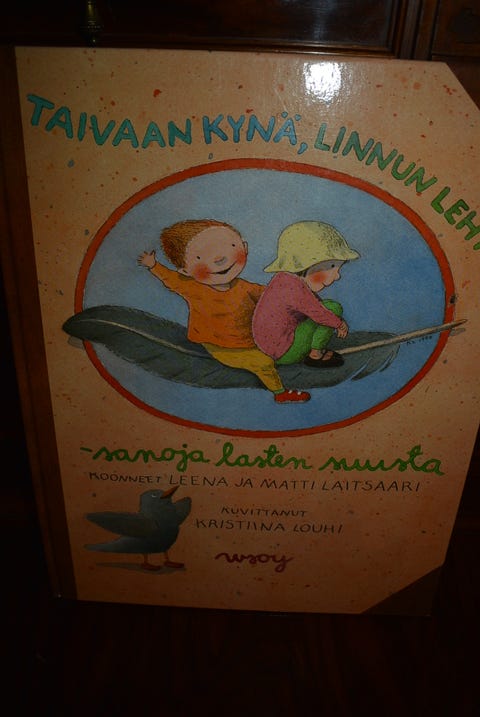 TAIVAAN KYNÄ, LINNUN LEH
-sanoja lasten suusta
KOONNEET LEENA JA MATTI LAITSAARI
KUVITTANUT
KRISTIINA LOUHI
wsoy